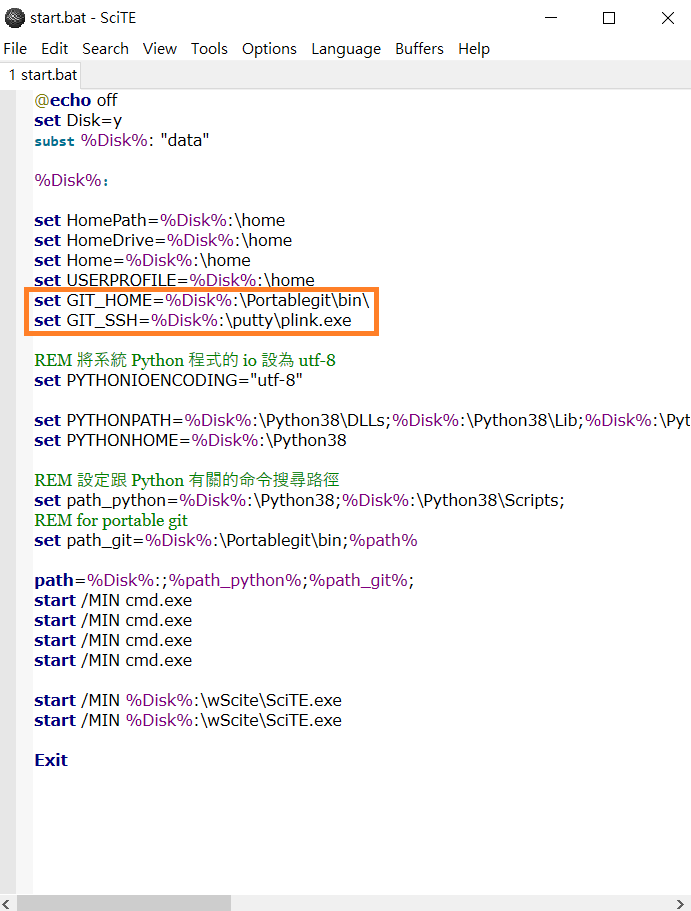 start.bat - SciTE
File Edit Search View Tools Options Language Buffers Help
1 start.bat
@echo off
set Disk=y
subst %Disk%: "data"
%Disk%:
set HomePath=%Disk%:\home
set HomeDrive=%Disk%:\home
set Home=%Disk%:\home
set USERPROFILE=%Disk%:\home
set GIT_HOME=%Disk%:\Portablegit\bin\
set GIT_SSH=%Disk%:\putty\plink.exe
REM 將系統 Python 程式的 io 設為 utf-8
set PYTHONIOENCODING="utf-8"
set PYTHONPATH=%Disk%:\Python38\DLLs;%Disk%:\Python38\Lib;%Disk%:\Pyt
set PYTHONHOME=%Disk%:\Python38
REM 設定跟 Python 有關的命令搜尋路徑
set path_python=%Disk%:\Python38;%Disk%:\Python38\Scripts;
REM for portable git
set path_git=%Disk%:\Portablegit\bin;%path%
path=%Disk%:;%path_python%;%path_git%;
start /MIN cmd.exe
start /MIN cmd.exe
start /MIN cmd.exe
start /MIN cmd.exe
start /MIN %Disk%:\wScite\SciTE.exe
start /MIN %Disk%:\wScite\SciTE.exe
Exit